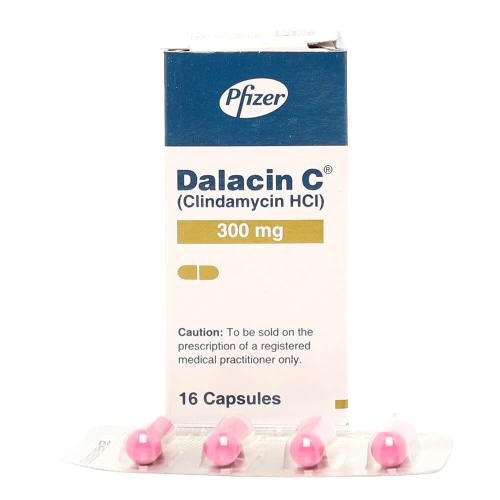 Pfizer
Dalacin C®
(Clindamycin HCl)
300 mg
Caution: To be sold on the
prescription of a registered
medical practitioner only.
16 Capsules